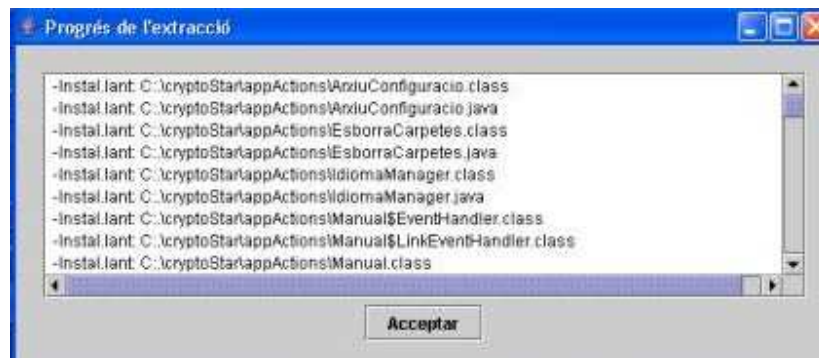 Progrés de l'extracció
-Instal.lant: C:.\cryptoStar\appActions\ArxiuConfiguracio.class
-Instal.lant: C:.\cryptoStar\appActions\ArxiuConfiguracio.java
-Instal.lant: C:.\cryptoStar\appActions\EsborraCarpetes.class
-Instal.lant: C:.\cryptoStar\appActions\EsborraCarpetes.java
-Instal.lant: C:.\cryptoStar\appActions\IdiomaManager.class
-Instal.lant: C:.\cryptoStar\appActions\IdiomaManager.java
-Instal.lant: C:.\cryptoStar\appActions\Manual$EventHandler.class
-Instal.lant: C:.\cryptoStar\appActions\Manual$LinkEventHandler.class
-Instal.lant: C:.\cryptoStar\appActions\Manual.class
Acceptar